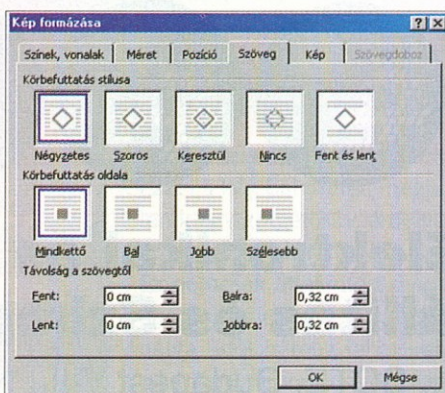 Kép formázása
Színek, vonalak Méret Pozíció Szöveg Kép Szövegdoboz
Körbefuttatás stílusa
Négyzetes Szoros Keresztül Nincs Fent és lent
Körbefuttatás oldala
Mindkettő Bal Jobb Szélesebb
Távolság a szövegtől
Fent: 0 cm Balra: 0,32 cm
Lent: 0 cm Jobbra: 0,32 cm
OK Mégse